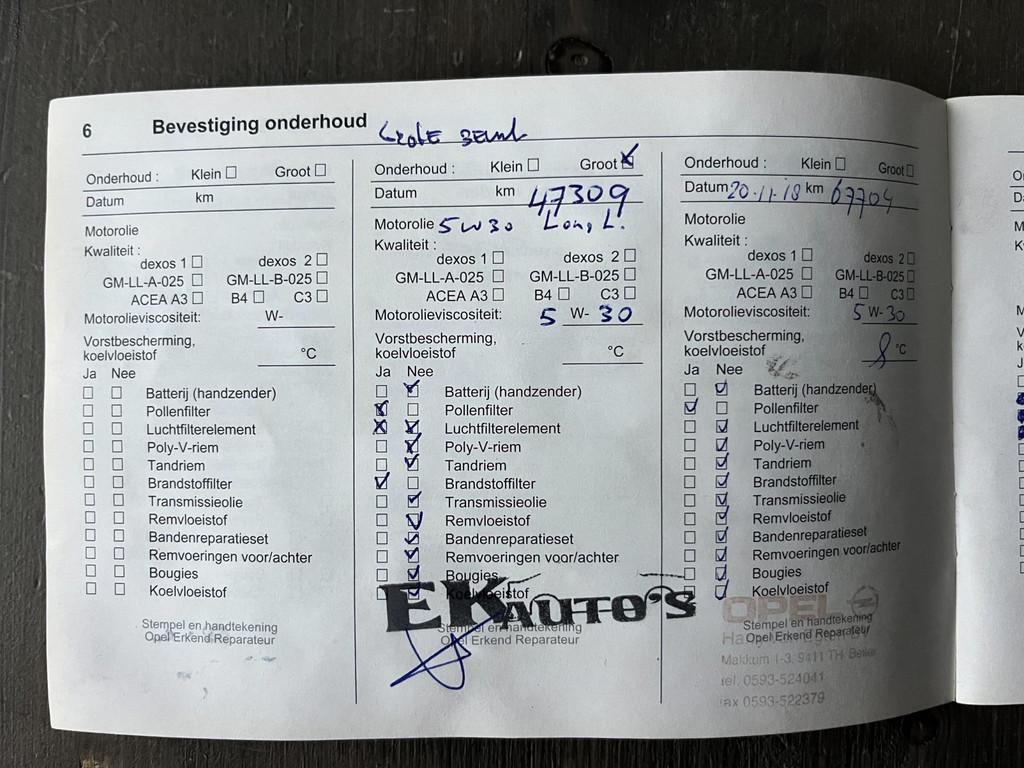 6 Bevestiging onderhoud
Onderhoud : Klein Groot
Datum km
Motorolie
Kwaliteit :
dexos 1 dexos 2
GM-LL-A-025 GM-LL-B-025
ACEA A3 B4 C3
Motorolieviscositeit: W-
Vorstbescherming,
koelvloeistof °C
Ja Nee
Batterij (handzender)
Pollenfilter
Luchtfilterelement
Poly-V-riem
Tandriem
Brandstoffilter
Transmissieolie
Remvloeistof
Bandenreparatieset
Remvoeringen voor/achter
Bougies
Koelvloeistof
Stempel en handtekening
Opel Erkend Reparateur
Onderhoud : Klein Groot
Datum km 47309
Motorolie 5W30 Lon, L.
Kwaliteit :
dexos 1 dexos 2
GM-LL-A-025 GM-LL-B-025
ACEA A3 B4 C3
Motorolieviscositeit: 5 W- 30
Vorstbescherming,
koelvloeistof °C
Ja Nee
Batterij (handzender)
Pollenfilter
Luchtfilterelement
Poly-V-riem
Tandriem
Brandstoffilter
Transmissieolie
Remvloeistof
Bandenreparatieset
Remvoeringen voor/achter
Bougies
Koelvloeistof
EK AUTO'S
Stempel en handtekening
Opel Erkend Reparateur
Onderhoud : Klein Groot
Datum 20-11-18 km 67704
Motorolie
Kwaliteit :
dexos 1 dexos 2
GM-LL-A-025 GM-LL-B-025
ACEA A3 B4 C3
Motorolieviscositeit: 5 W- 30
Vorstbescherming,
koelvloeistof °C
Ja Nee
Batterij (handzender)
Pollenfilter
Luchtfilterelement
Poly-V-riem
Tandriem
Brandstoffilter
Transmissieolie
Remvloeistof
Bandenreparatieset
Remvoeringen voor/achter
Bougies
Koelvloeistof
OPEL
Stempel en handtekening
Opel Erkend Reparateur
Makkum 1-3, 9411 TH Beilen
tel. 0593-524041
fax 0593-522379